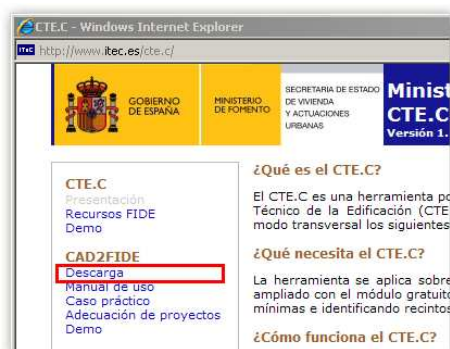 CTE.C - Windows Internet Explorer
ITeC http://www.itec.es/cte.c/
GOBIERNO
DE ESPAÑA
MINISTERIO
DE FOMENTO
SECRETARIA DE ESTADO
DE VIVIENDA
Y ACTUACIONES
URBANAS
Minist
CTE.C
Versión 1.
CTE.C
Presentación
Recursos FIDE
Demo
CAD2FIDE
Descarga
Manual de uso
Caso práctico
Adecuación de proyectos
Demo
¿Qué es el CTE.C?
El CTE.C es una herramienta po
Técnico de la Edificación (CTE
modo transversal los siguientes
¿Qué necesita el CTE.C?
La herramienta se aplica sobre
ampliado con el módulo gratuito
mínimas e identificando recintos
¿Cómo funciona el CTE.C?